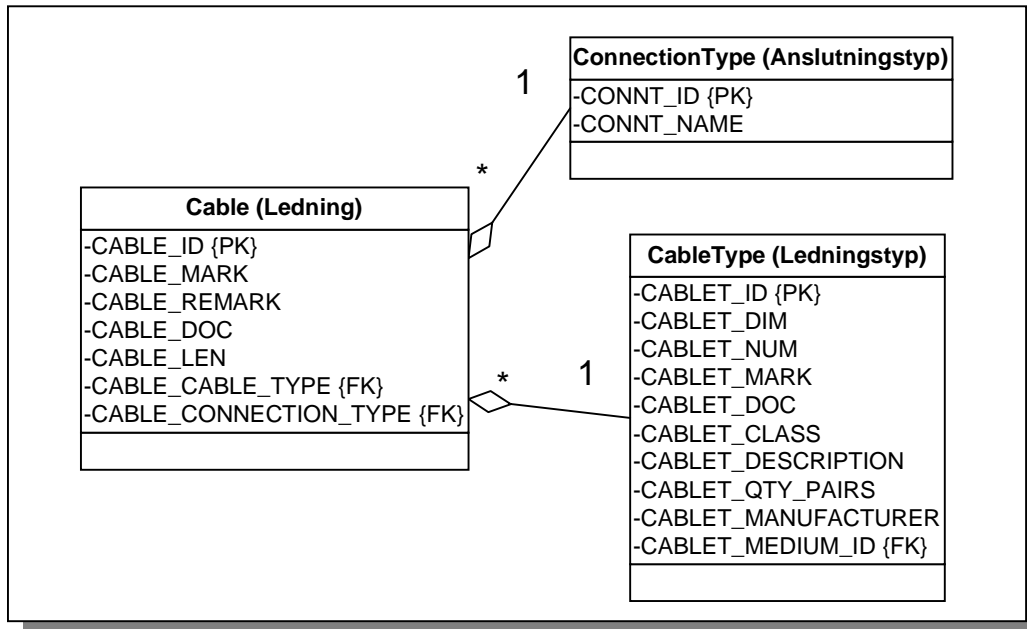 ConnectionType (Anslutningstyp)
-CONNT_ID {PK}
-CONNT_NAME
1
*
Cable (Ledning)
-CABLE_ID {PK}
-CABLE_MARK
-CABLE_REMARK
-CABLE_DOC
-CABLE_LEN
-CABLE_CABLE_TYPE {FK}
-CABLE_CONNECTION_TYPE {FK}
*
1
CableType (Ledningstyp)
-CABLET_ID {PK}
-CABLET_DIM
-CABLET_NUM
-CABLET_MARK
-CABLET_DOC
-CABLET_CLASS
-CABLET_DESCRIPTION
-CABLET_QTY_PAIRS
-CABLET_MANUFACTURER
-CABLET_MEDIUM_ID {FK}